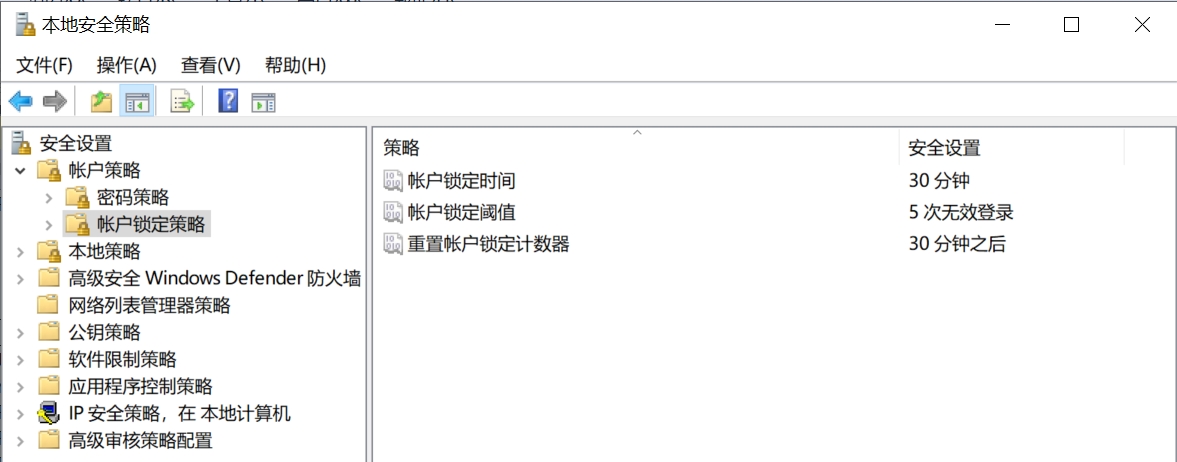 本地安全策略
文件(F) 操作(A) 查看(V) 帮助(H)
安全设置
帐户策略
密码策略
帐户锁定策略
本地策略
高级安全 Windows Defender 防火墙
网络列表管理器策略
公钥策略
软件限制策略
应用程序控制策略
IP 安全策略，在 本地计算机
高级审核策略配置
策略 安全设置
帐户锁定时间 30 分钟
帐户锁定阈值 5 次无效登录
重置帐户锁定计数器 30 分钟之后